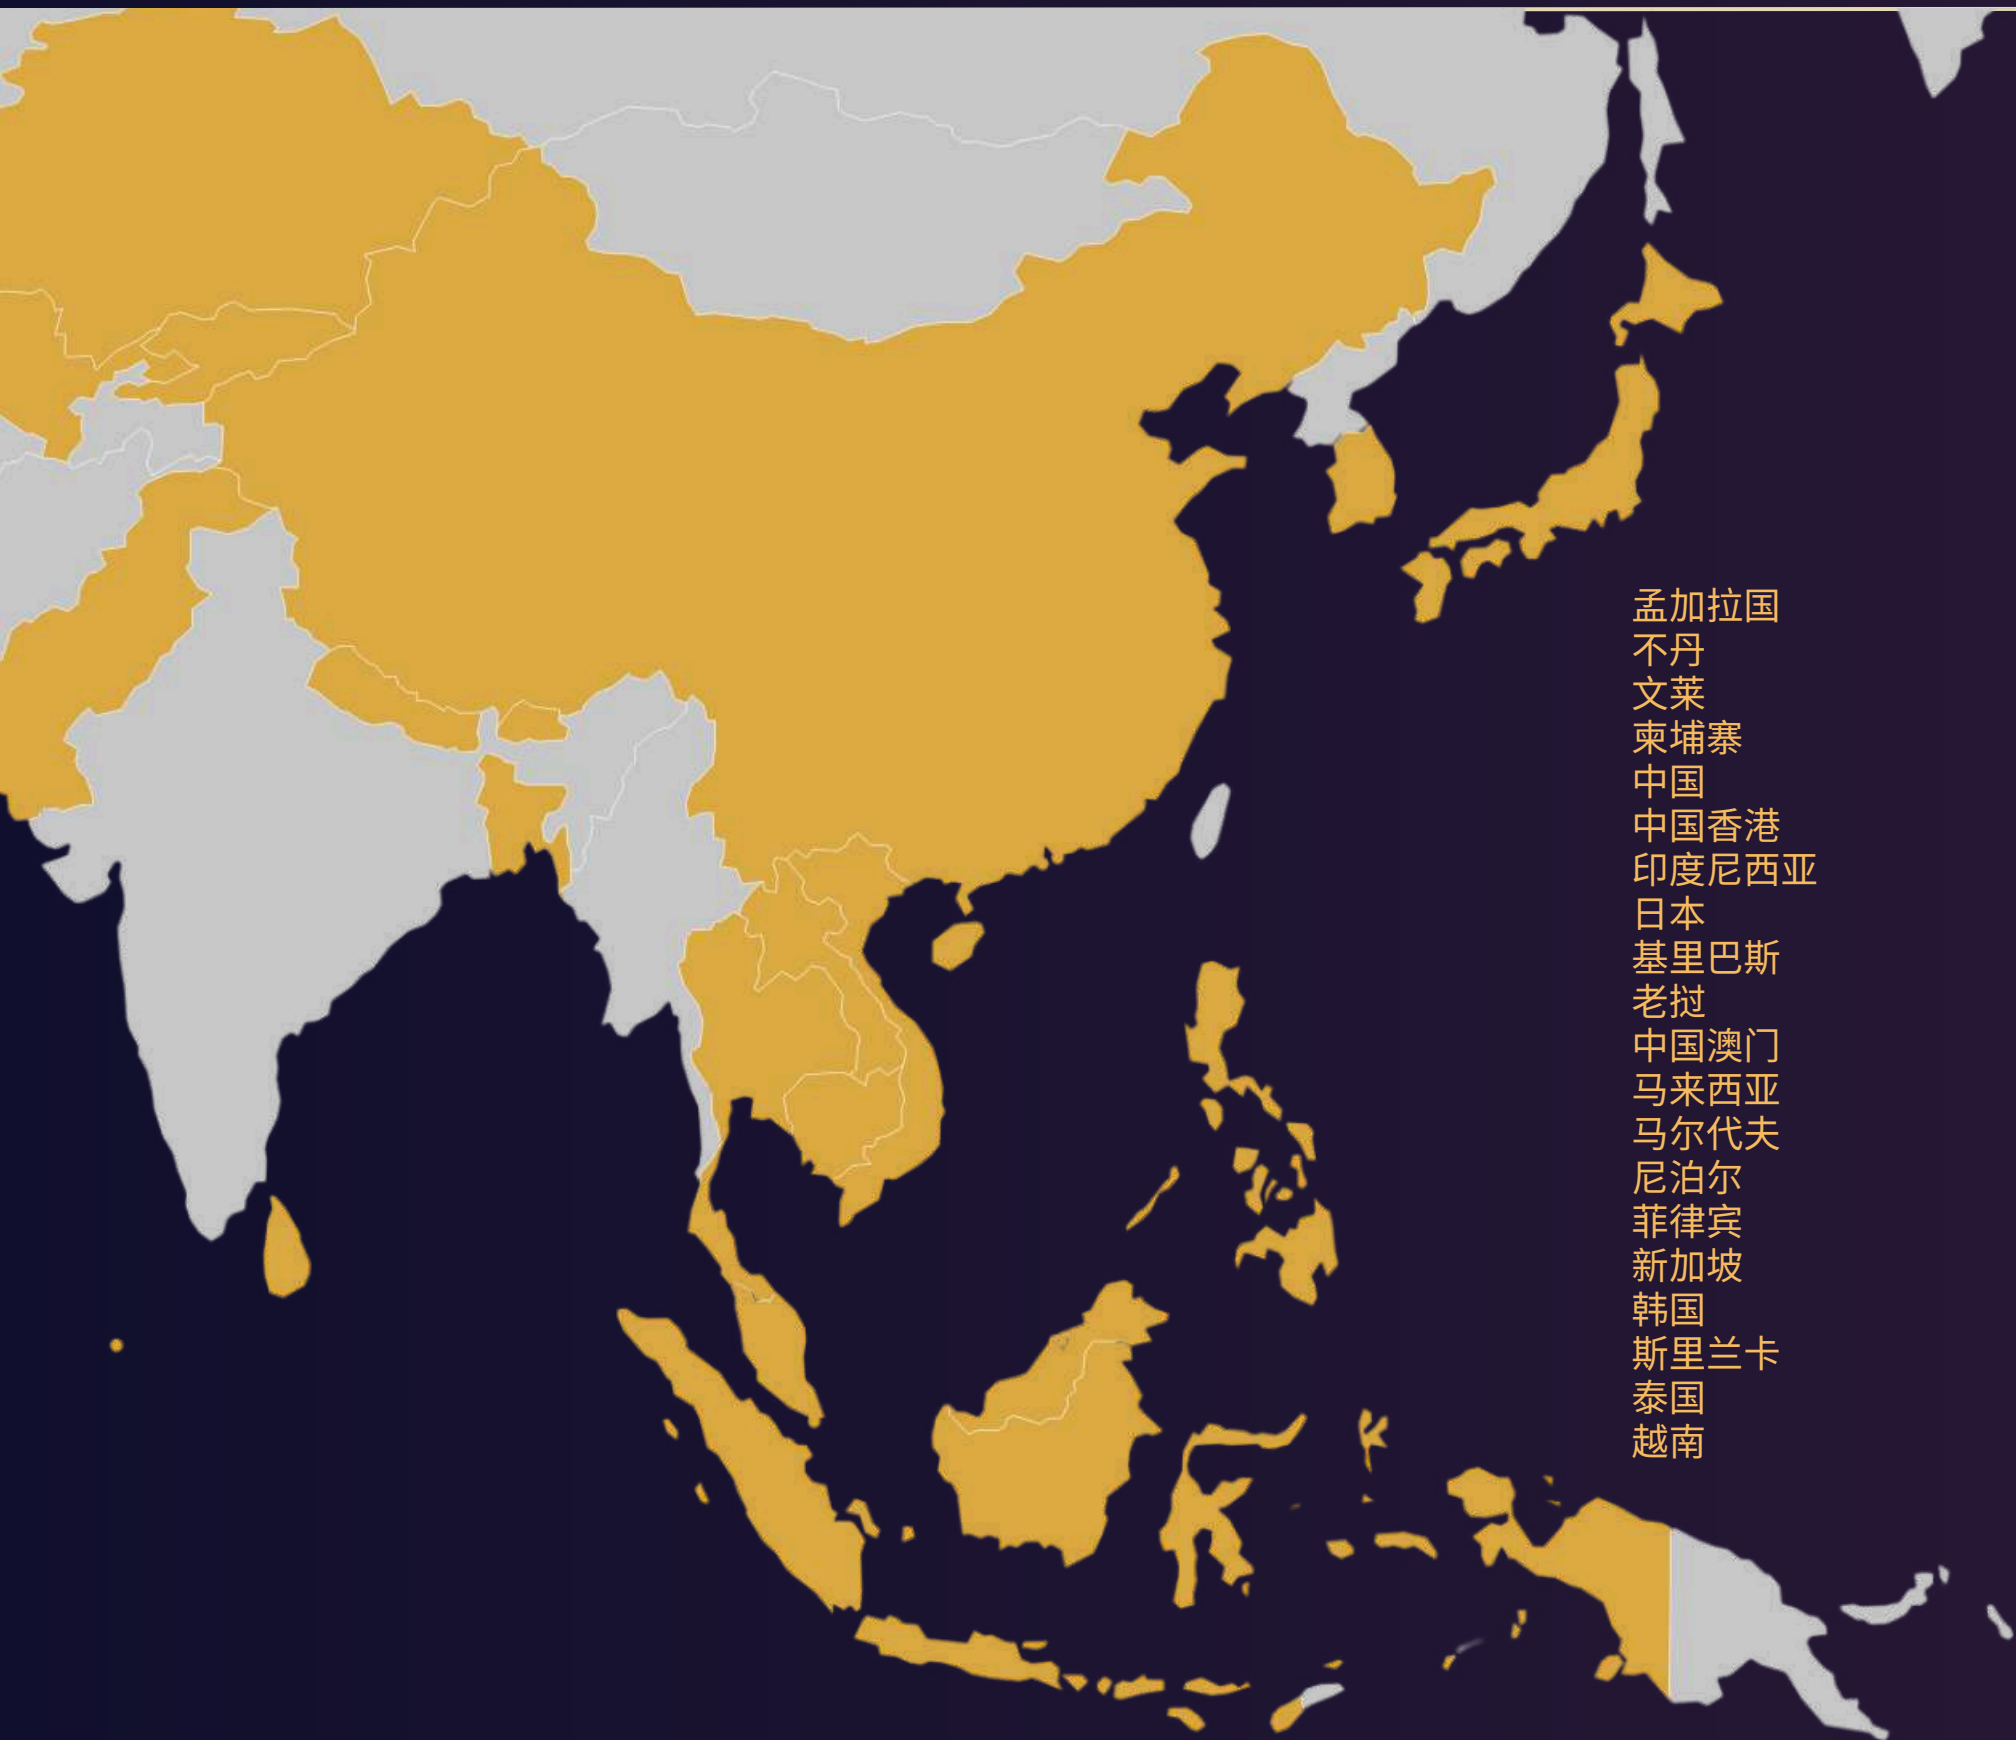 孟加拉国
不丹
文莱
柬埔寨
中国
中国香港
印度尼西亚
日本
基里巴斯
老挝
中国澳门
马来西亚
马尔代夫
尼泊尔
菲律宾
新加坡
韩国
斯里兰卡
泰国
越南